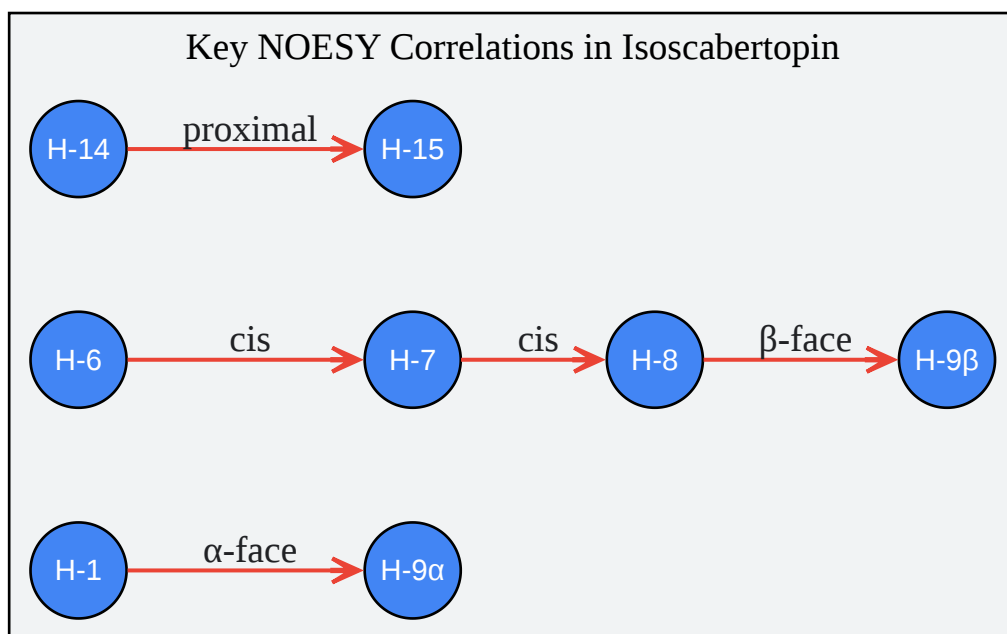 Key NOESY Correlations in Isoscabertopin
H-14 proximal H-15
H-6 cis H-7 cis H-8 β-face H-9β
H-1 α-face H-9α